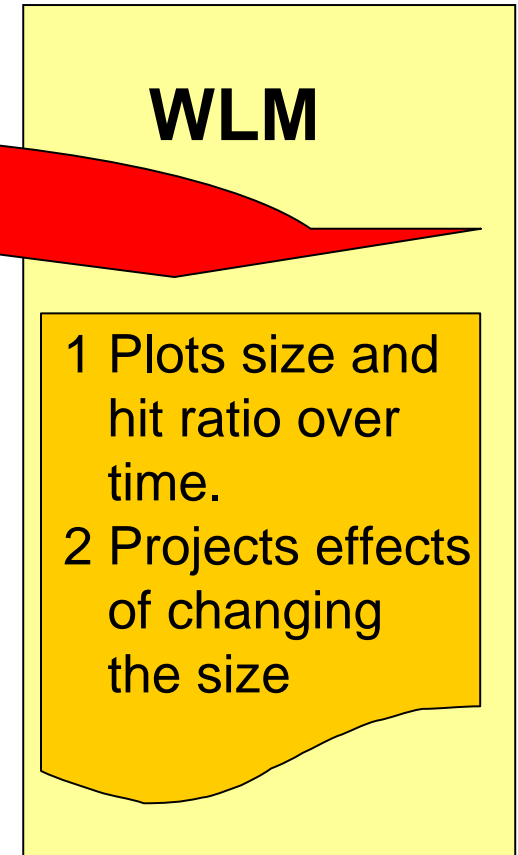 WLM
1 Plots size and
hit ratio over
time.
2 Projects effects
of changing
the size